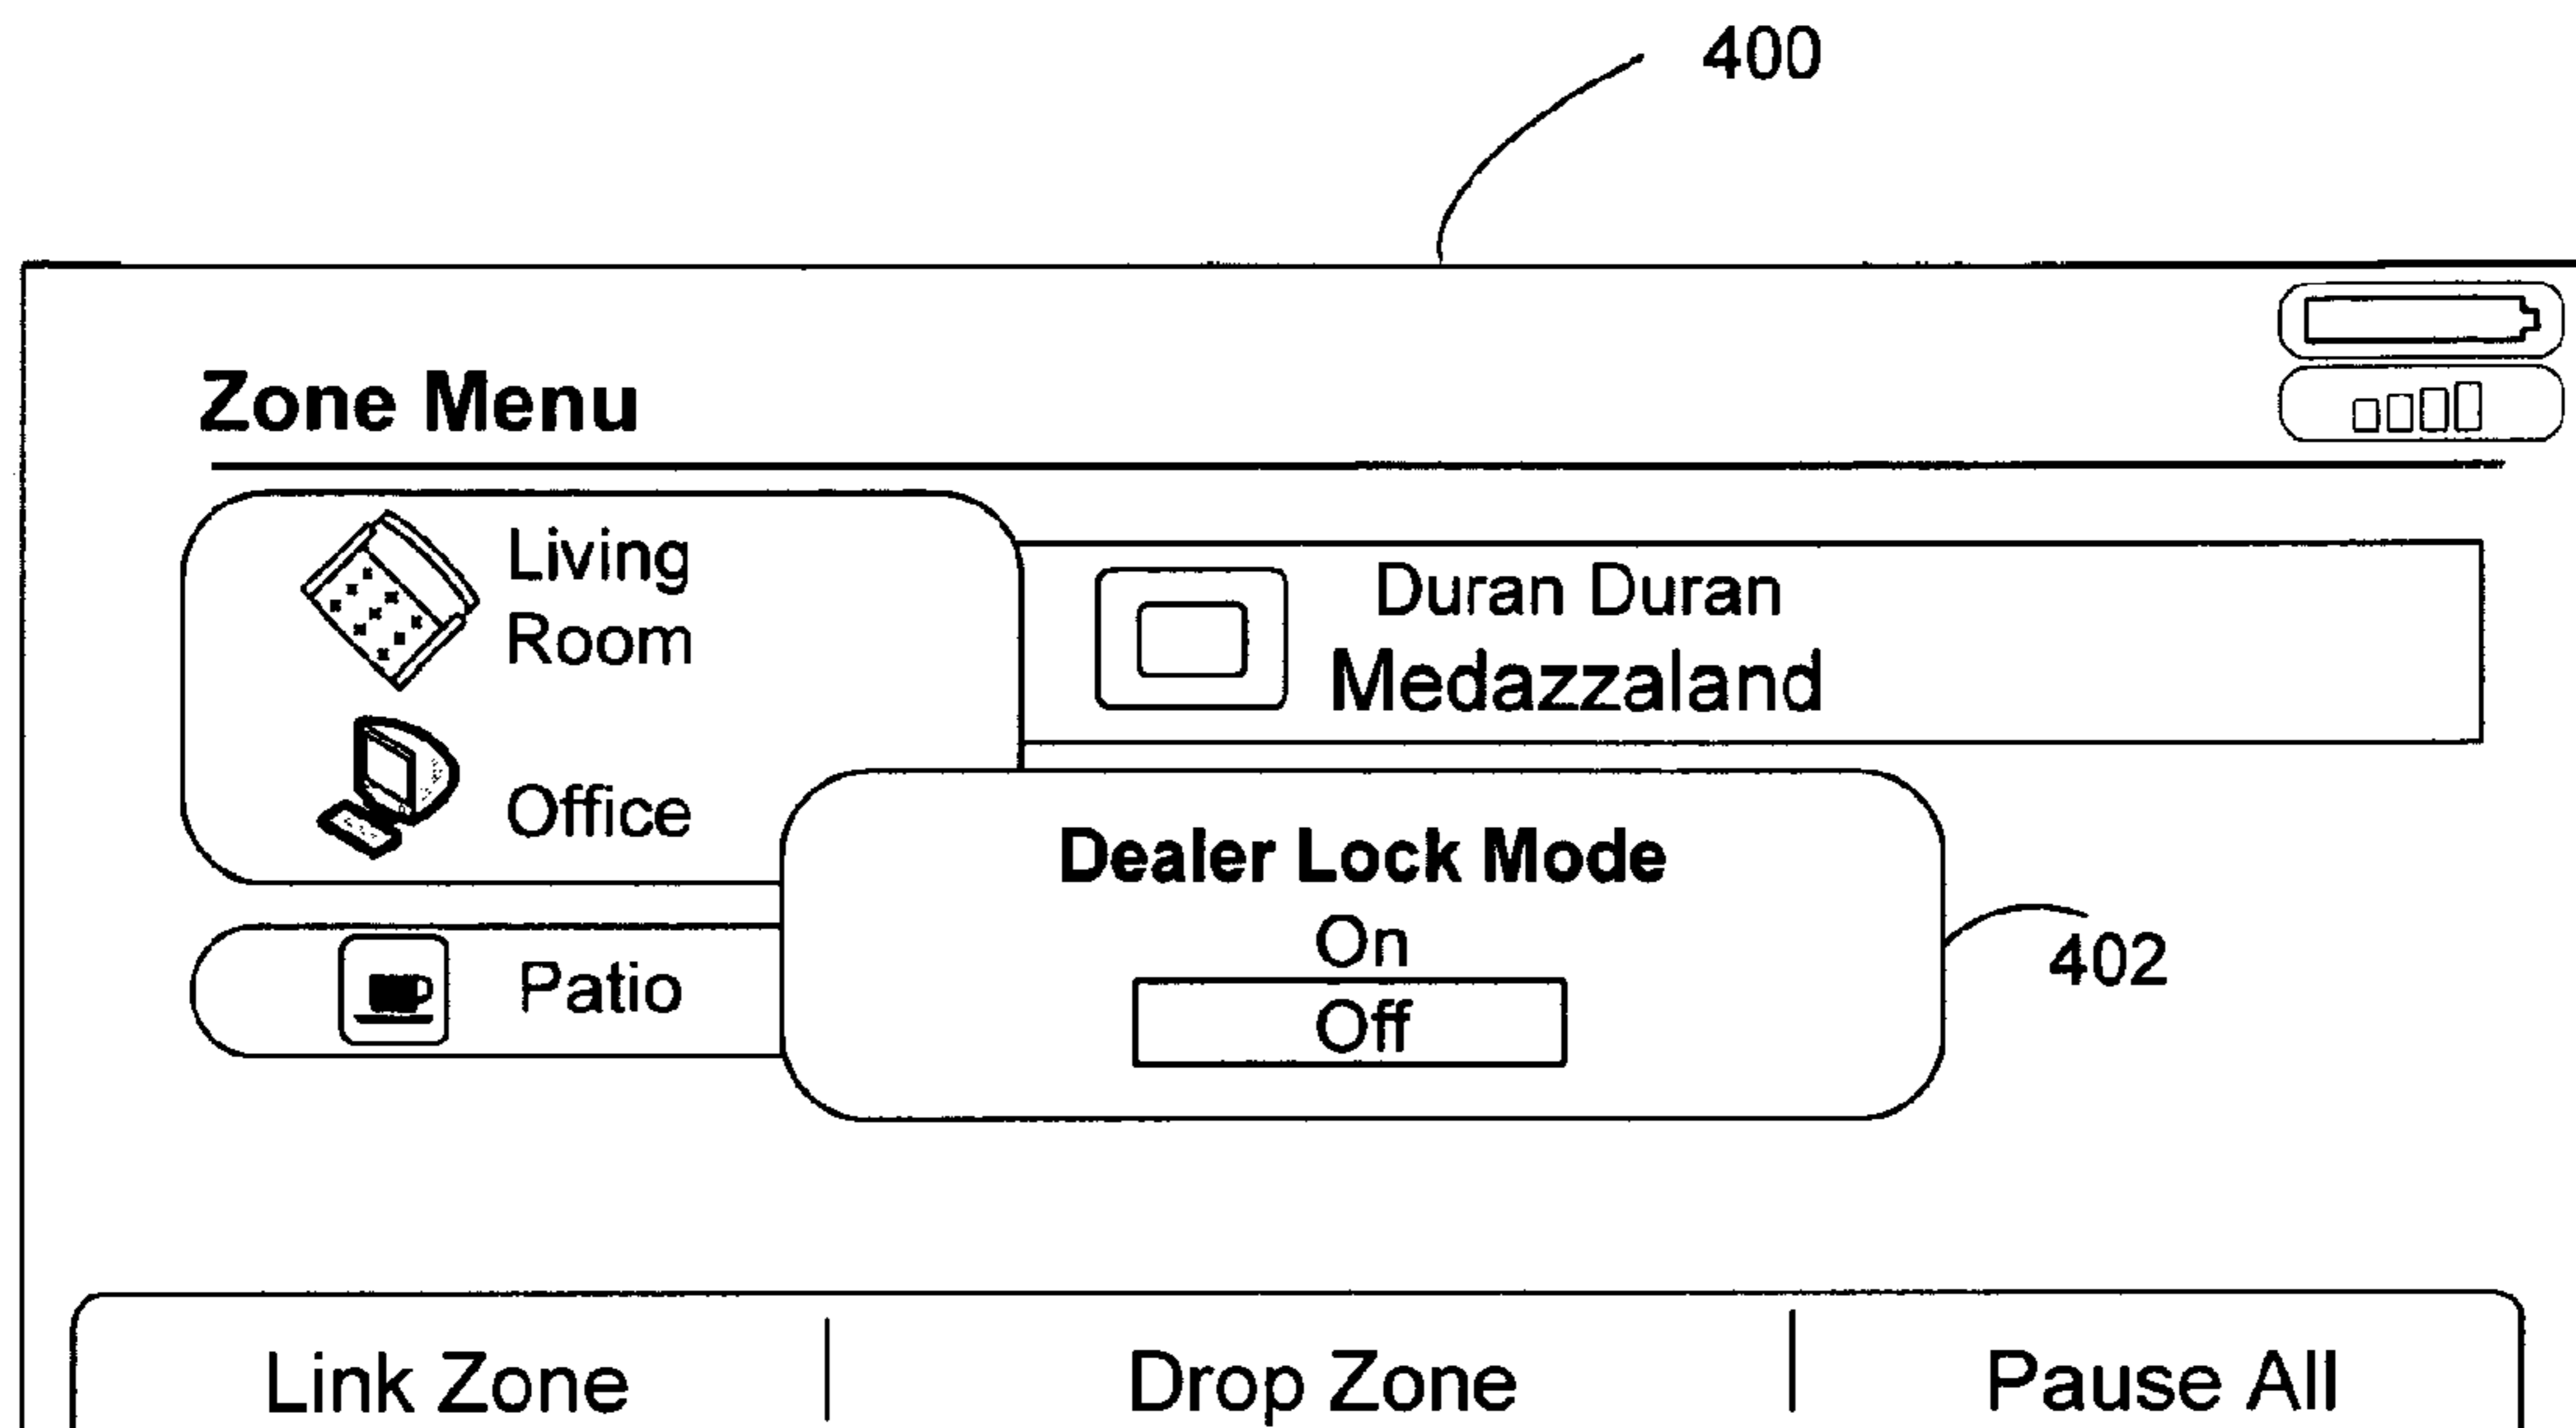 400
Zone Menu
Living
Room
Duran Duran
Medazzaland
Office
Dealer Lock Mode
On
Off
402
Patio
Link Zone
Drop Zone
Pause All